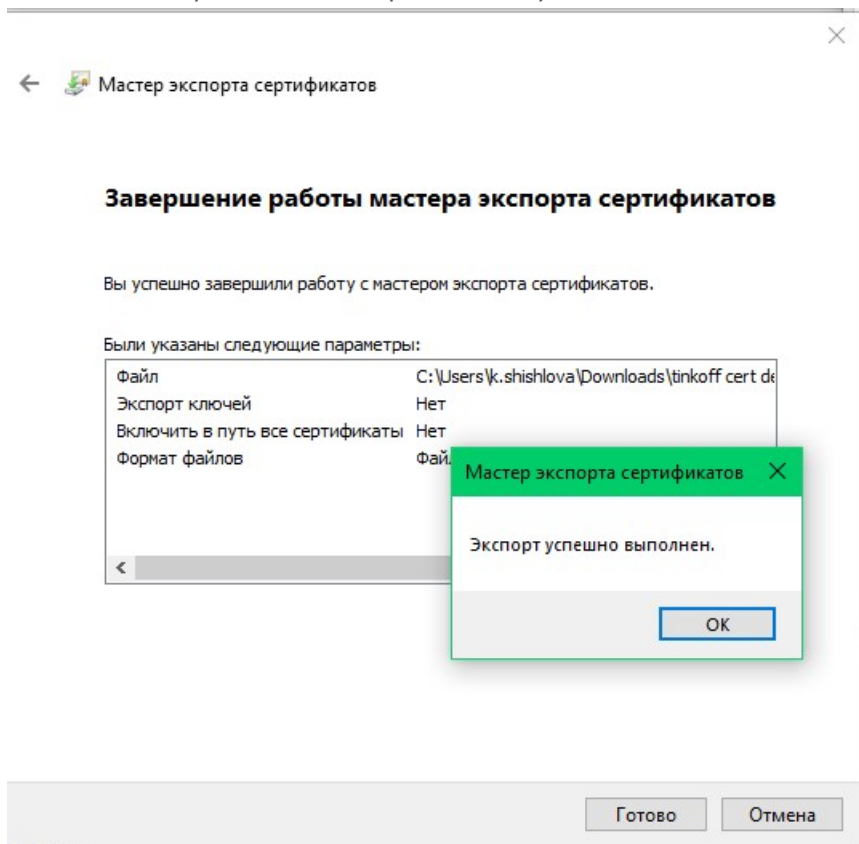 Мастер экспорта сертификатов
Завершение работы мастера экспорта сертификатов
Вы успешно завершили работу с мастером экспорта сертификатов.
Были указаны следующие параметры:
Файл C:\Users\k.shishlova\Downloads\tinkoff cert
Экспорт ключей Нет
Включить в путь все сертификаты Нет
Формат файлов
Мастер экспорта сертификатов
Экспорт успешно выполнен.
ОК
Готово Отмена